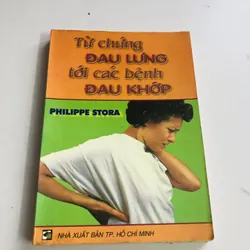 Từ chứng
ĐAU LƯNG
tới các bệnh
ĐAU KHỚP
PHILIPPE STORA
NHÀ XUẤT BẢN TP. HỒ CHÍ MINH